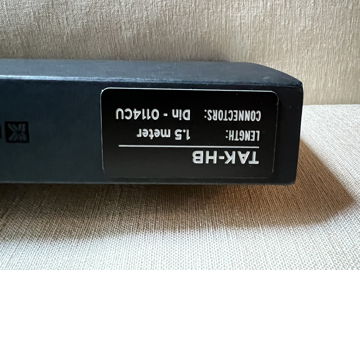 TAK-HB
LENGTH: 1.5 meter
CONNECTORS: Din - 0114CU